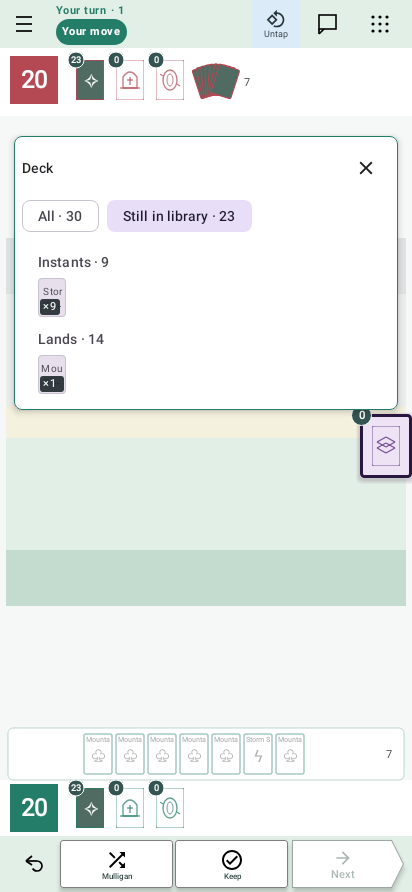 Your turn · 1
Your move
Untap
20
23
0
0
7
Deck
All · 30
Still in library · 23
Instants · 9
Stor
×9
Lands · 14
Mou
×1
0
Mounta
Mounta
Mounta
Mounta
Mounta
Storm S
Mounta
7
20
23
0
0
Mulligan
Keep
Next